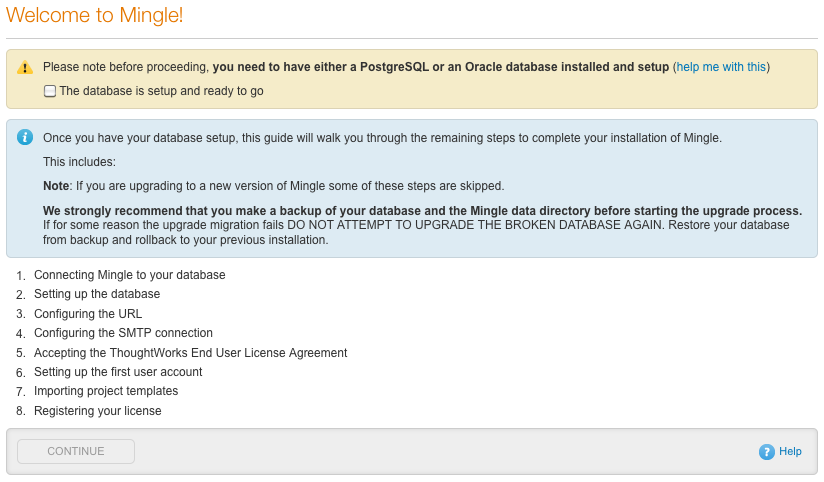 Welcome to Mingle!
Please note before proceeding, you need to have either a PostgreSQL or an Oracle database installed and setup (help me with this)
The database is setup and ready to go
Once you have your database setup, this guide will walk you through the remaining steps to complete your installation of Mingle.
This includes:
Note: If you are upgrading to a new version of Mingle some of these steps are skipped.
We strongly recommend that you make a backup of your database and the Mingle data directory before starting the upgrade process.
If for some reason the upgrade migration fails DO NOT ATTEMPT TO UPGRADE THE BROKEN DATABASE AGAIN. Restore your database
from backup and rollback to your previous installation.
1. Connecting Mingle to your database
2. Setting up the database
3. Configuring the URL
4. Configuring the SMTP connection
5. Accepting the ThoughtWorks End User License Agreement
6. Setting up the first user account
7. Importing project templates
8. Registering your license
CONTINUE
? Help